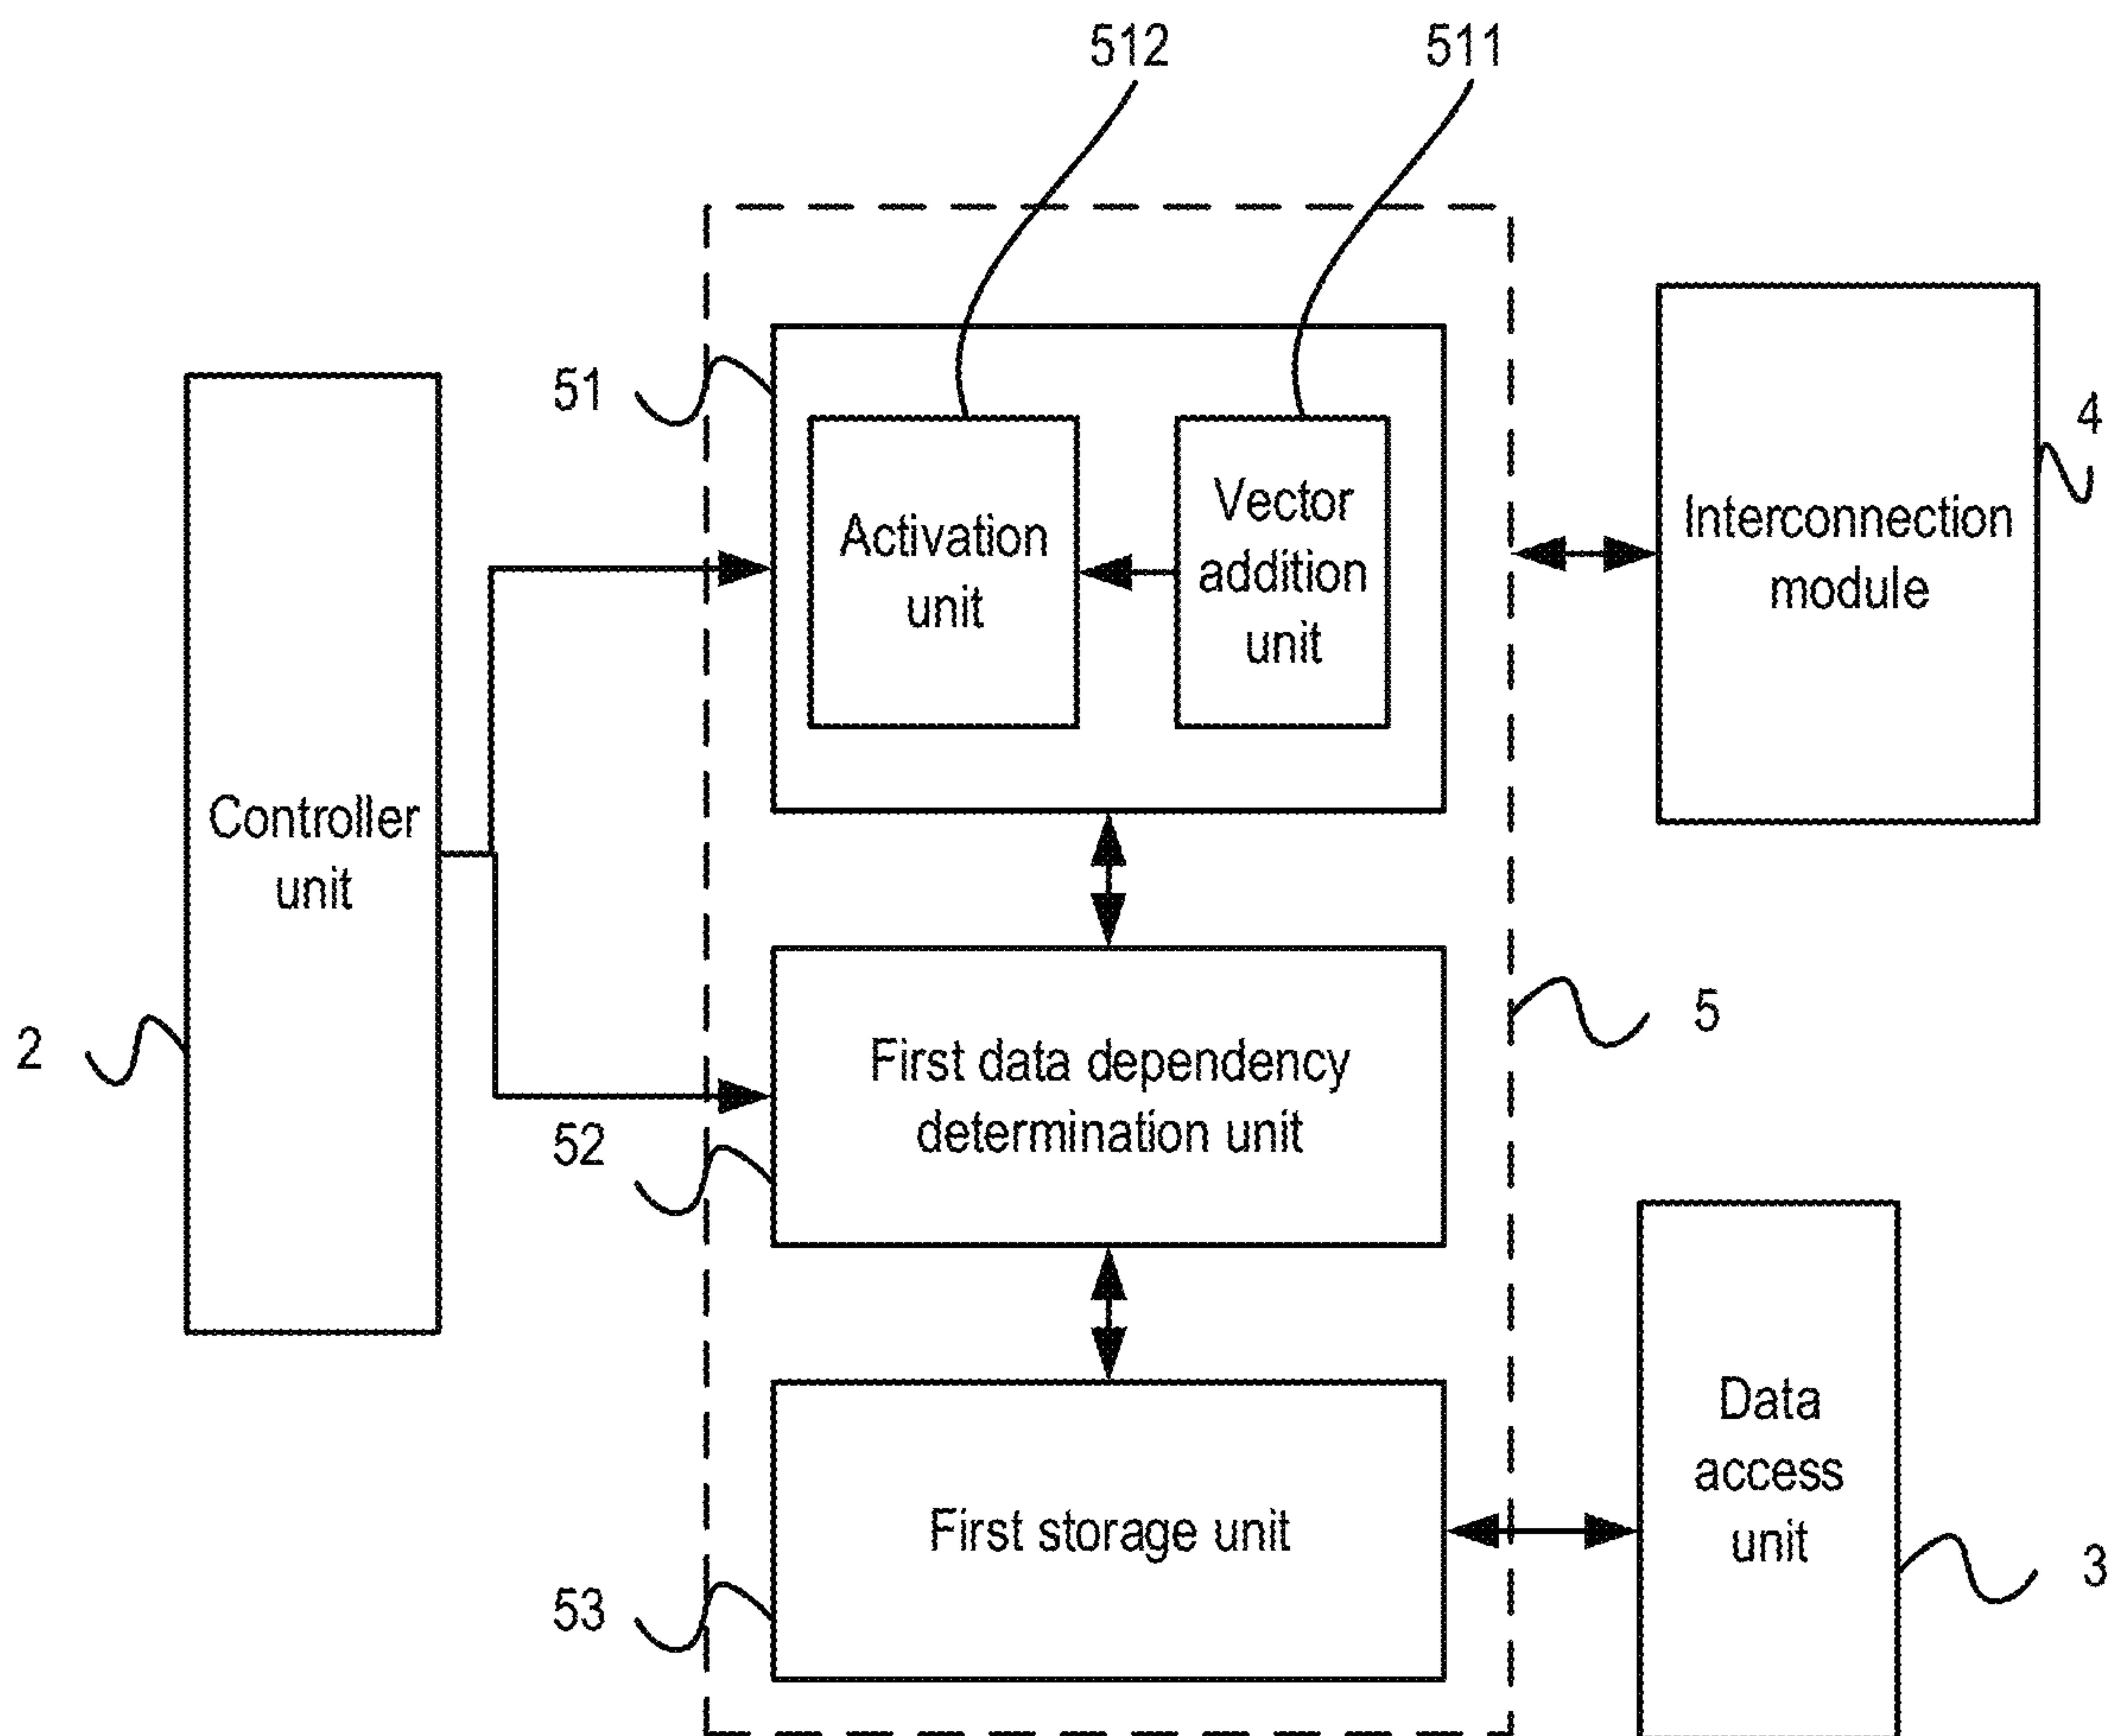 512
511
51
4
Activation
unit
Vector
addition
unit
Interconnection
module
Controller
unit
2
5
First data dependency
determination unit
52
Data
access
unit
First storage unit
53
3